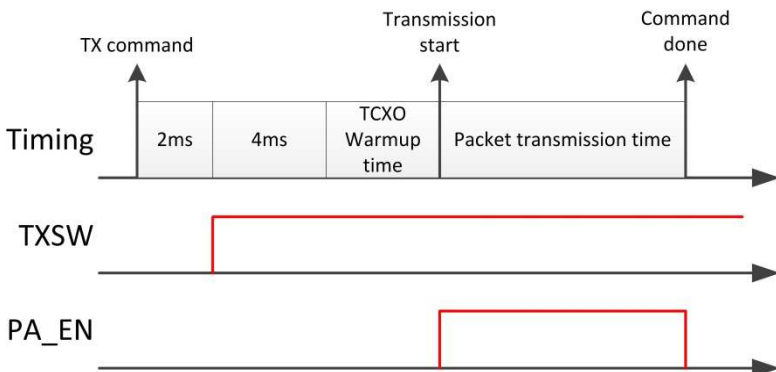 Transmission
start
Command
done
TX command
Timing
2ms
4ms
TCXO
Warmup
time
Packet transmission time
TXSW
PA_EN